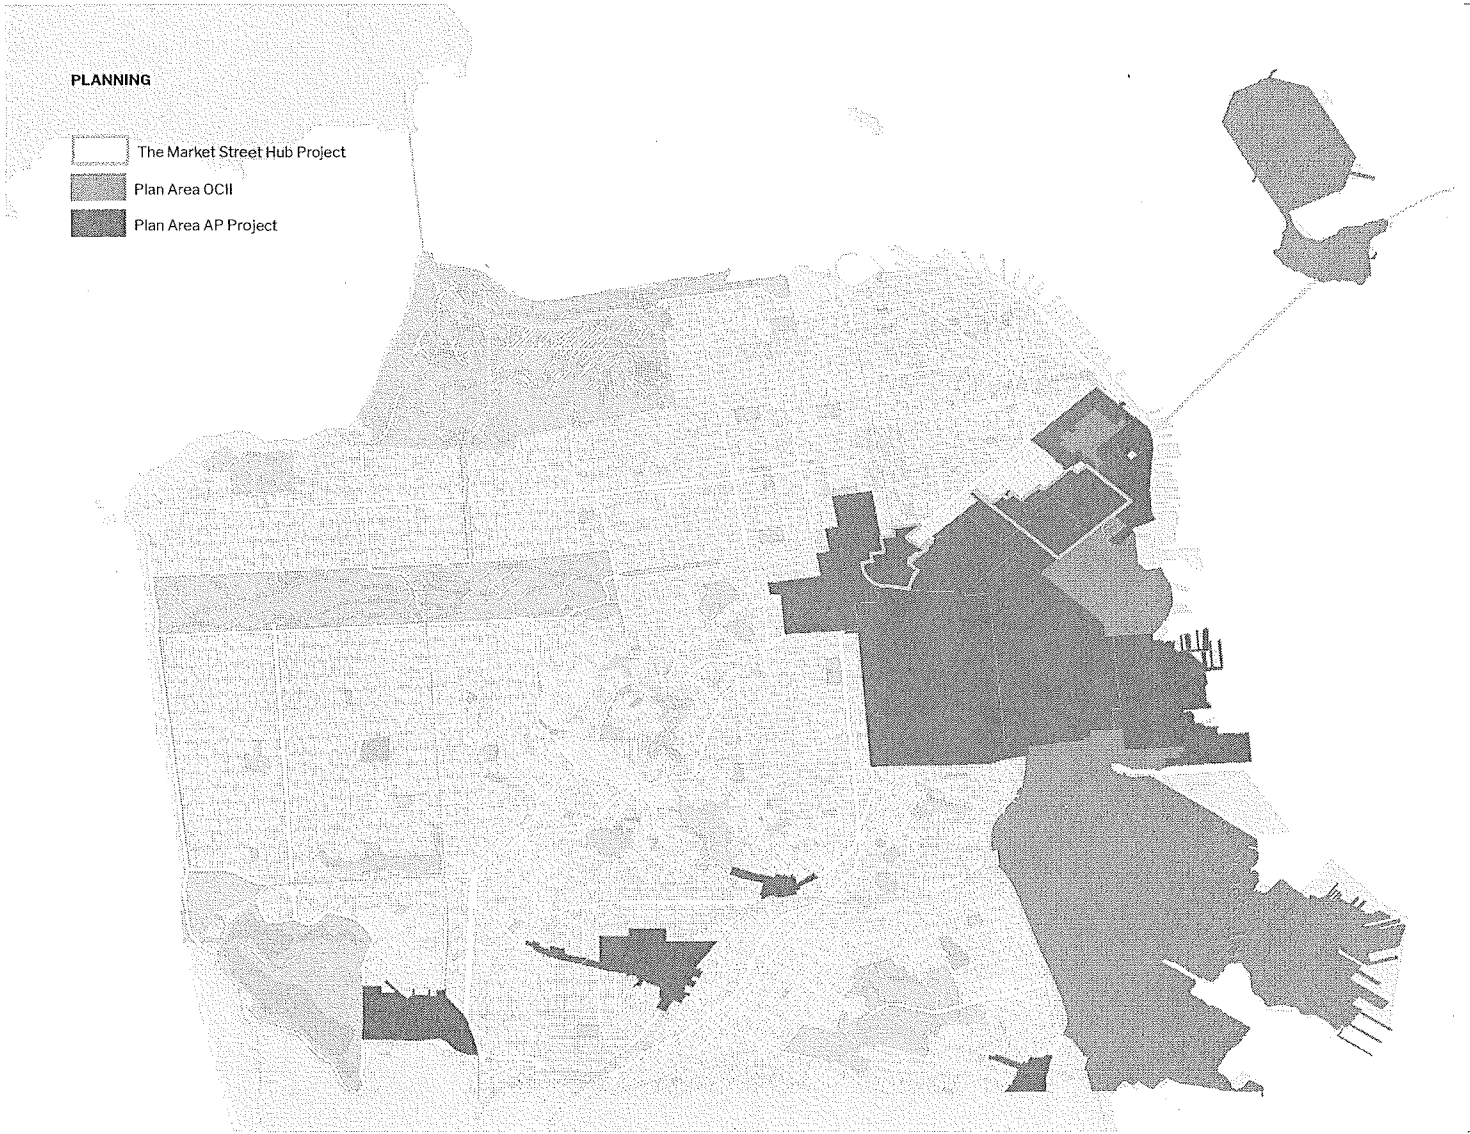 PLANNING
The Market Street Hub Project
Plan Area OCII
Plan Area AP Project